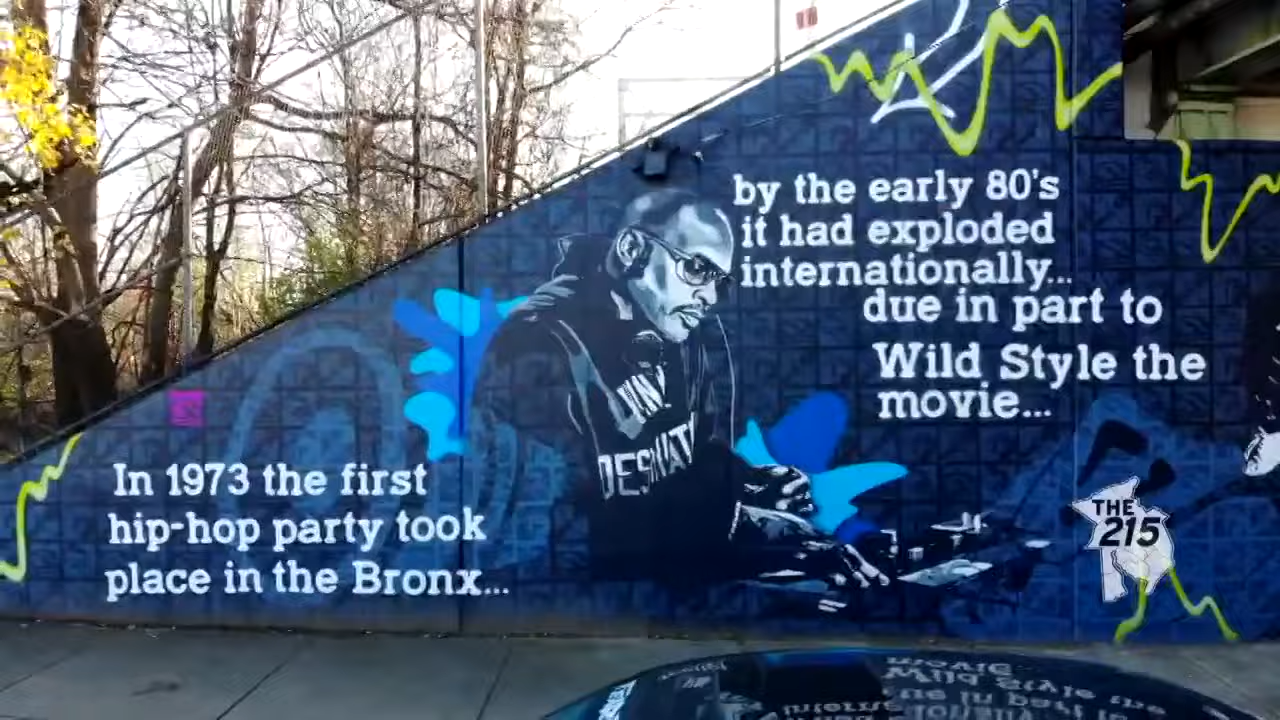 In 1973 the first
hip-hop party took
place in the Bronx...
by the early 80's
it had exploded
internationally...
due in part to
Wild Style the
movie...
THE
215